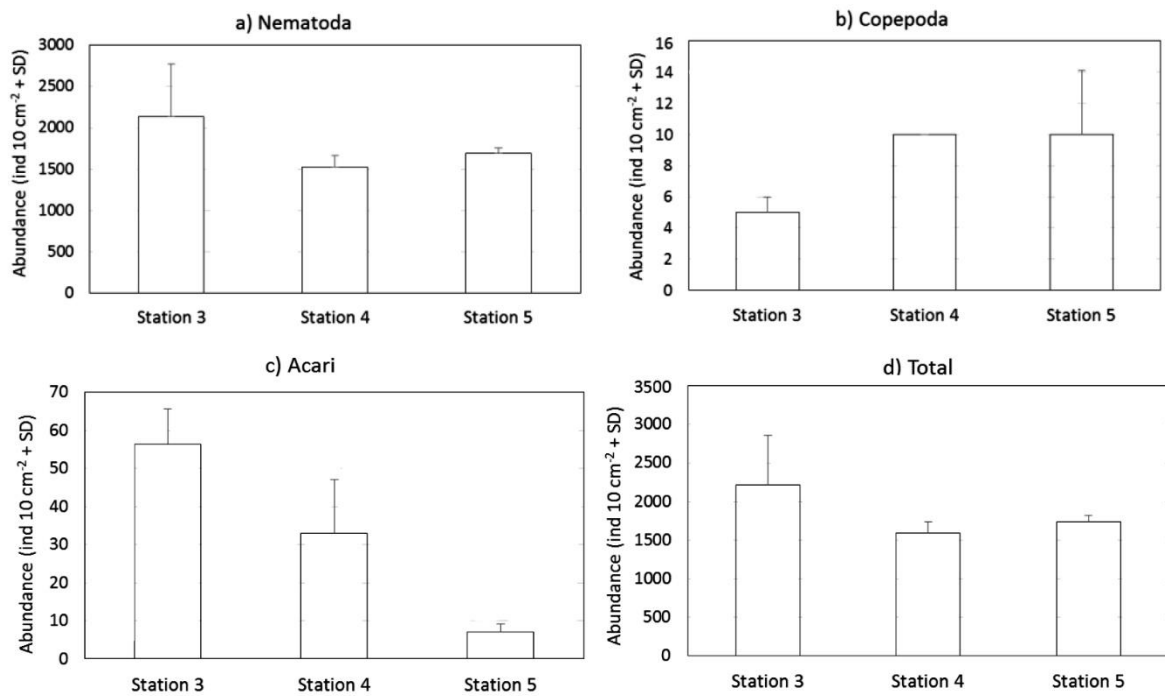 a) Nematoda
Abundance (ind 10 cm⁻² + SD)
3000
2500
2000
1500
1000
500
0
Station 3 Station 4 Station 5
b) Copepoda
Abundance (ind 10 cm⁻² + SD)
16
14
12
10
8
6
4
2
0
Station 3 Station 4 Station 5
c) Acari
Abundance (ind 10 cm⁻² + SD)
70
60
50
40
30
20
10
0
Station 3 Station 4 Station 5
d) Total
Abundance (ind 10 cm⁻² + SD)
3500
3000
2500
2000
1500
1000
500
0
Station 3 Station 4 Station 5